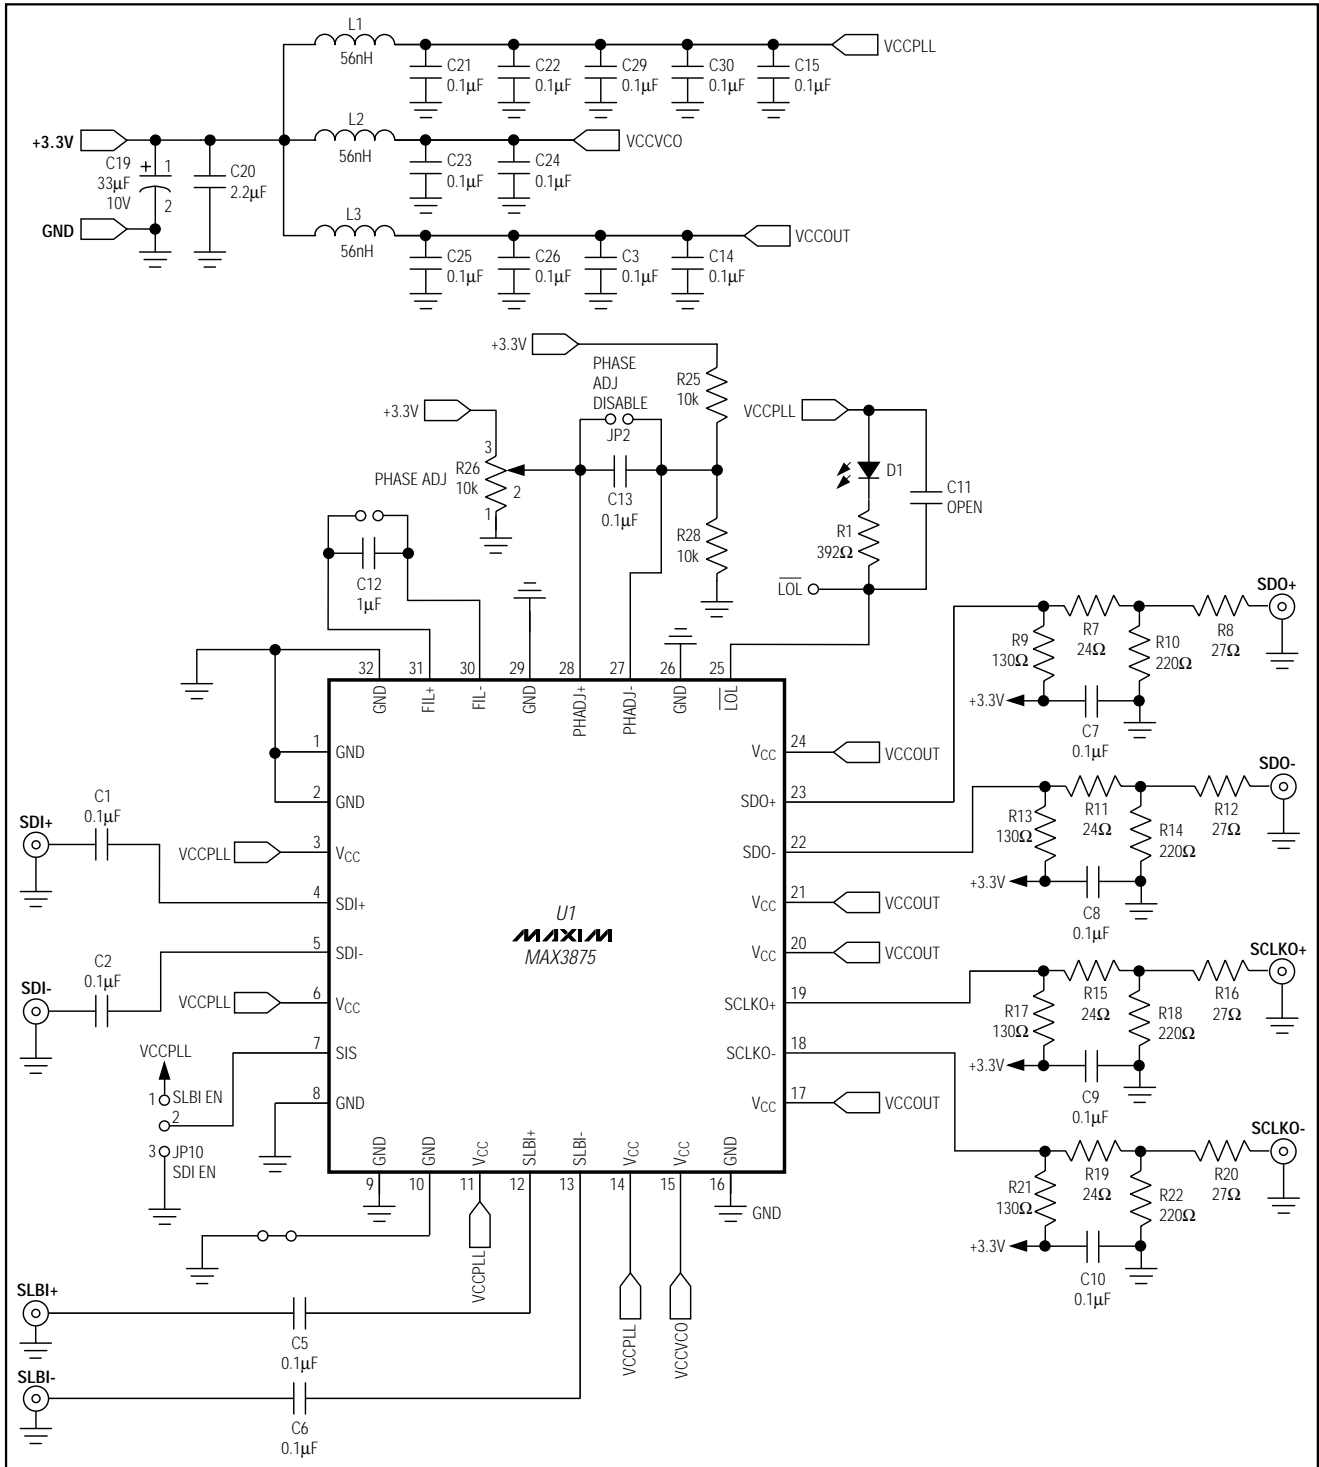 L1
56nH
C21
0.1µF
C22
0.1µF
C29
0.1µF
C30
0.1µF
C15
0.1µF
VCCPLL
+3.3V
C19
33µF
10V
+
1
2
C20
2.2µF
GND
L2
56nH
C23
0.1µF
C24
0.1µF
VCCVCO
L3
56nH
C25
0.1µF
C26
0.1µF
C3
0.1µF
C14
0.1µF
VCCOUT
+3.3V
R25
10k
PHASE
ADJ
DISABLE
JP2
+3.3V
PHASE ADJ
R26
10k
3
2
1
C13
0.1µF
R28
10k
VCCPLL
D1
C11
OPEN
R1
392Ω
LOL
C12
1µF
32
31
30
29
28
27
26
25
GND
FIL+
FIL-
GND
PHADJ+
PHADJ-
GND
LOL
1
GND
2
GND
VCCPLL
3
VCC
4
SDI+
5
SDI-
VCCPLL
6
VCC
7
SIS
8
GND
U1
MAXIM
MAX3875
VCC
24
VCCOUT
SDO+
23
SDO-
22
VCC
21
VCCOUT
VCC
20
VCCOUT
SCLKO+
19
SCLKO-
18
VCC
17
VCCOUT
GND
GND
VCC
SLBI+
SLBI-
VCC
VCC
GND
9
10
11
12
13
14
15
16
GND
VCCPLL
VCCPLL
VCCVCO
SDI+
C1
0.1µF
SDI-
C2
0.1µF
VCCPLL
1
SLBI EN
2
3
JP10
SDI EN
SLBI+
C5
0.1µF
SLBI-
C6
0.1µF
SDO+
R9
130Ω
R7
24Ω
R10
220Ω
R8
27Ω
+3.3V
C7
0.1µF
SDO-
R13
130Ω
R11
24Ω
R14
220Ω
R12
27Ω
+3.3V
C8
0.1µF
SCLKO+
R17
130Ω
R15
24Ω
R18
220Ω
R16
27Ω
+3.3V
C9
0.1µF
SCLKO-
R21
130Ω
R19
24Ω
R22
220Ω
R20
27Ω
+3.3V
C10
0.1µF